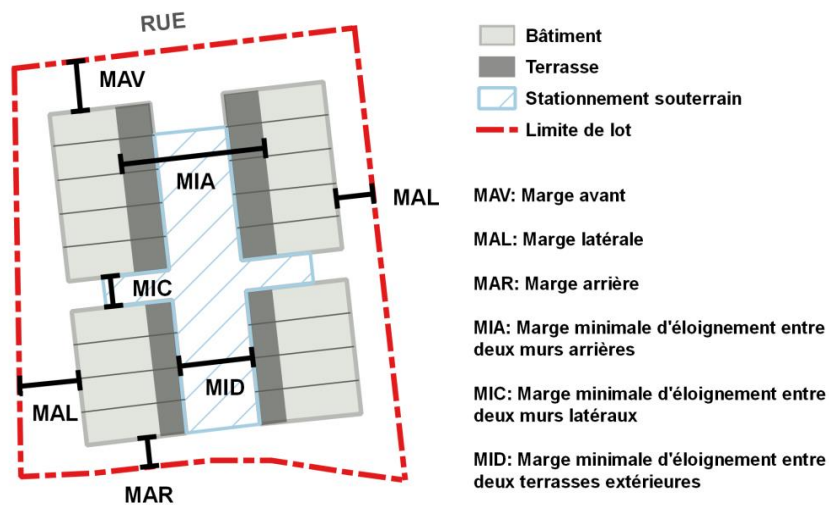 RUE
MAV
MIA
MAL
MIC
MID
MAL
MAR
Bâtiment
Terrasse
Stationnement souterrain
Limite de lot
MAV: Marge avant
MAL: Marge latérale
MAR: Marge arrière
MIA: Marge minimale d'éloignement entre
deux murs arrières
MIC: Marge minimale d'éloignement entre
deux murs latéraux
MID: Marge minimale d'éloignement entre
deux terrasses extérieures